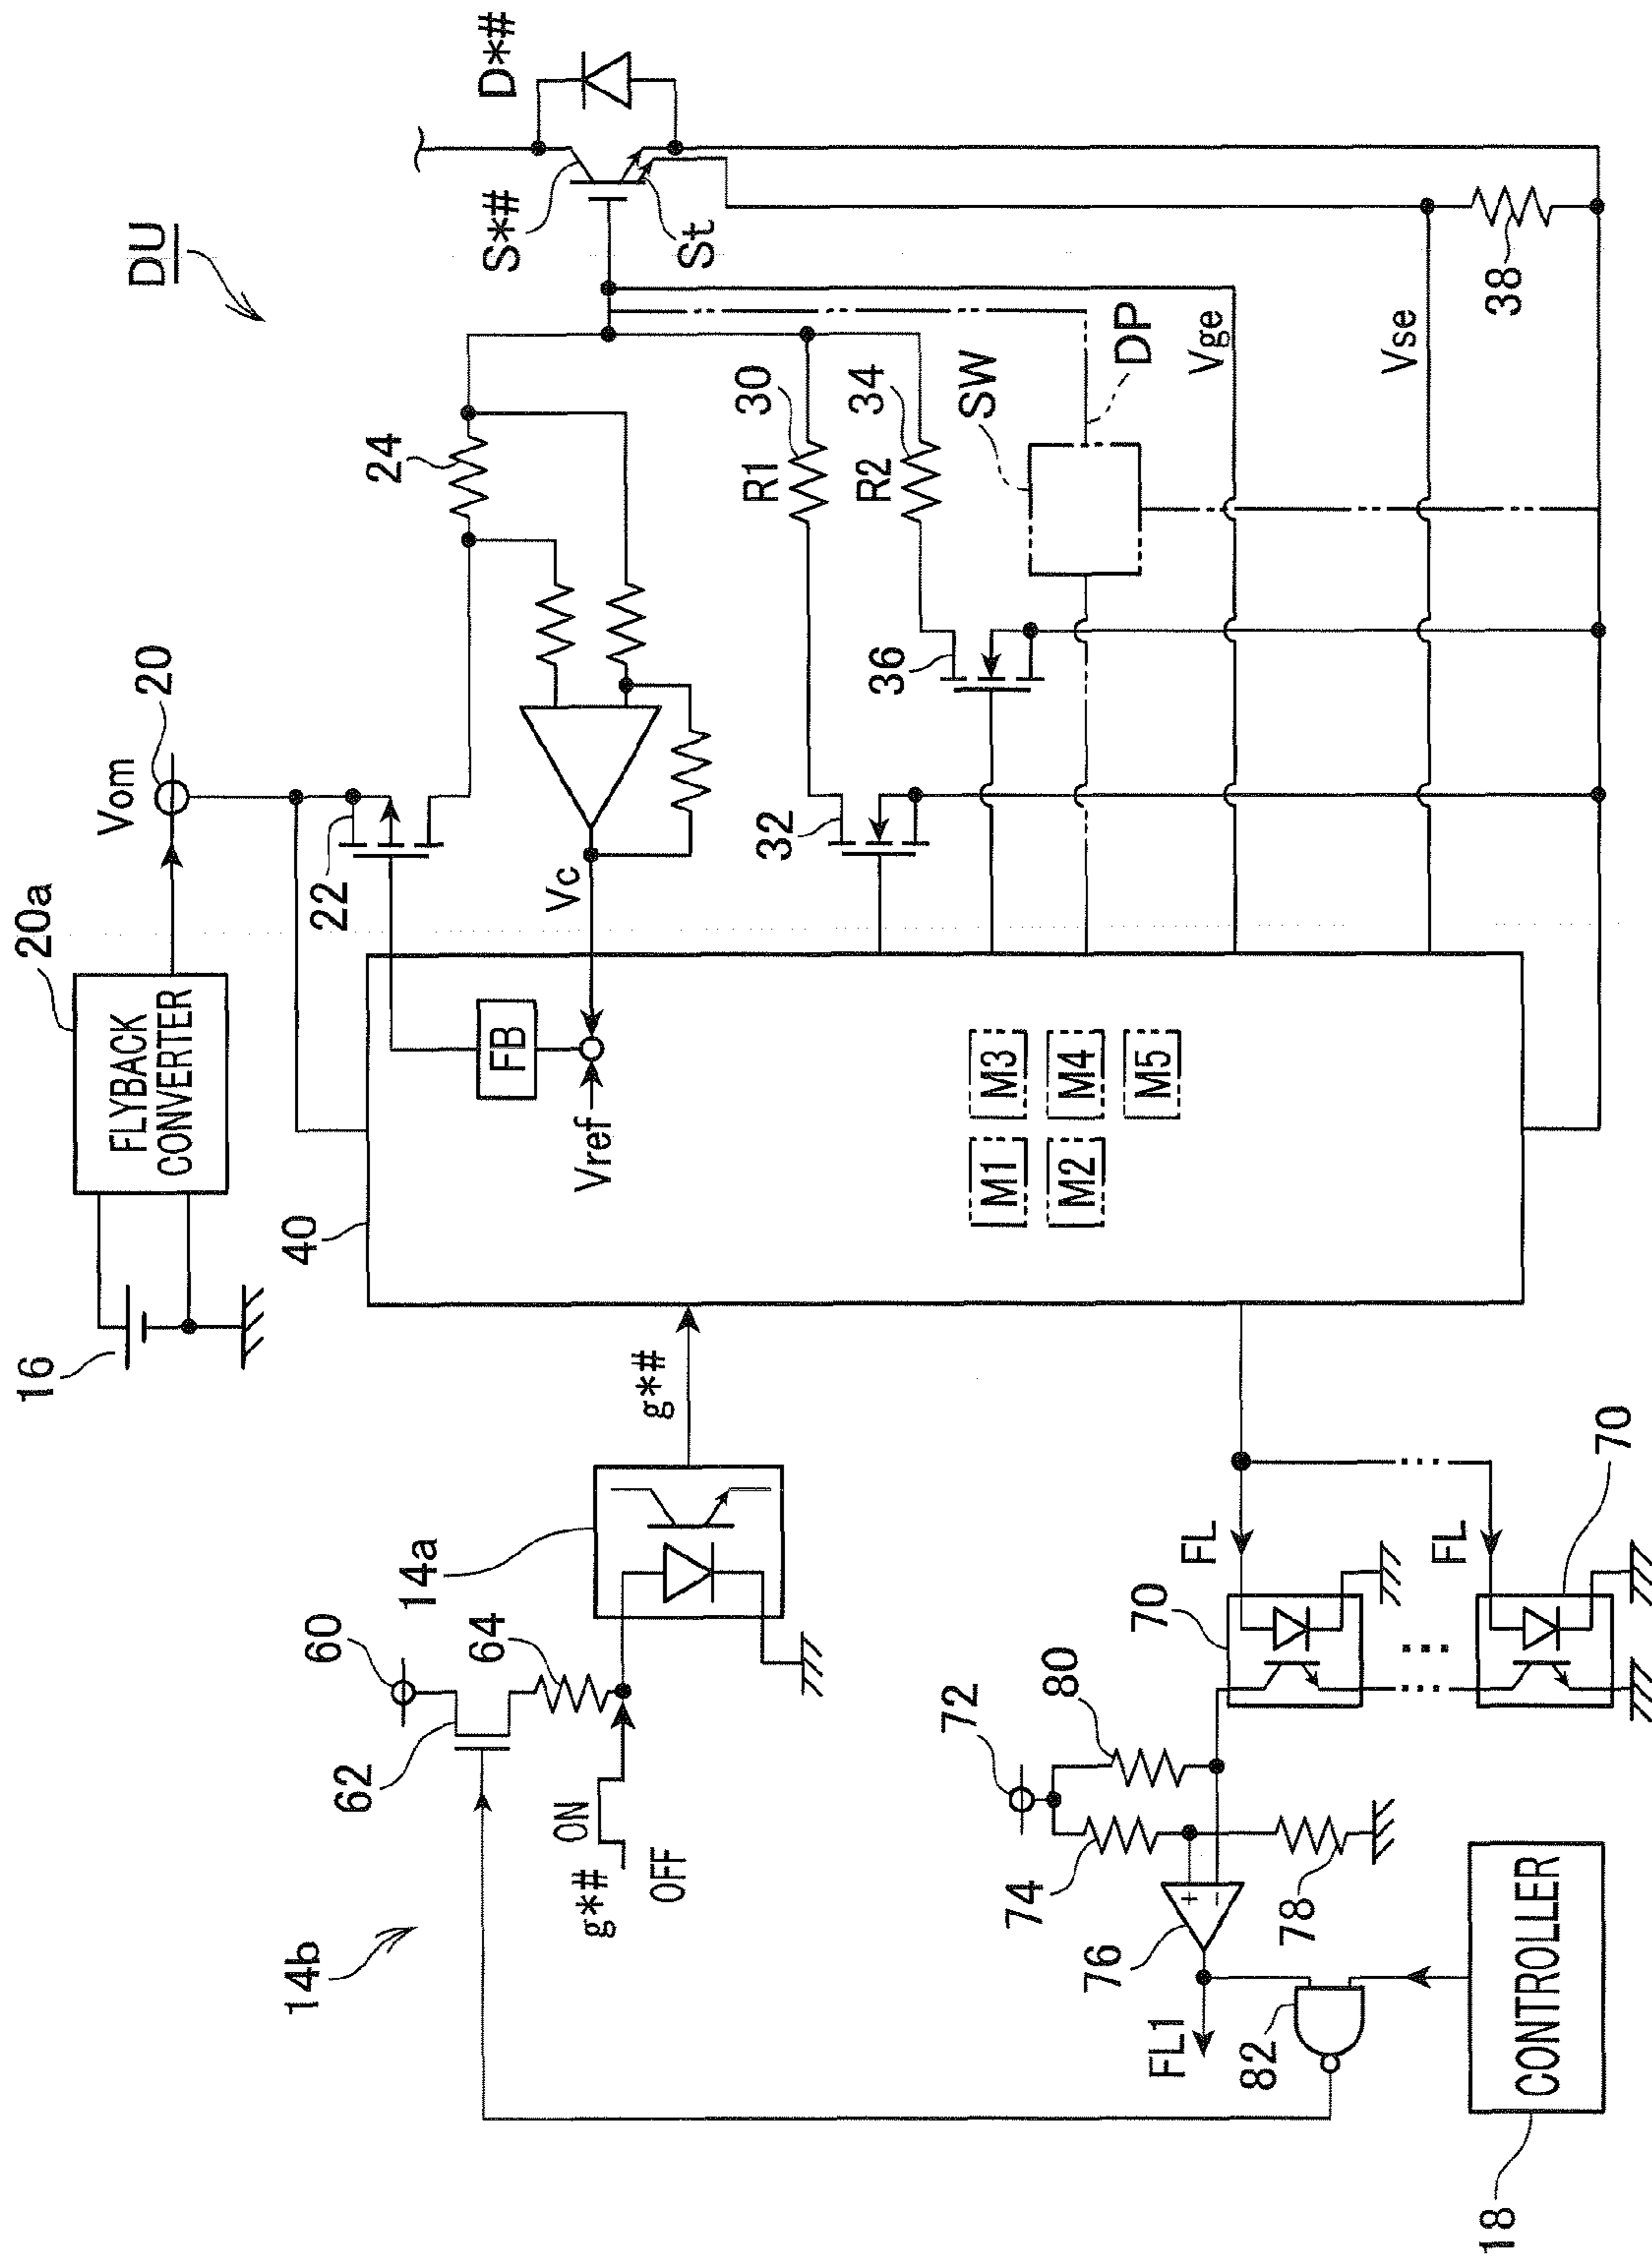 DU
16
20a
FLYBACK
CONVERTER
Vom
20
22
24
S*#
D*#
St
40
FB
Vref
Vc
R1
30
32
R2
34
36
SW
DP
Vge
Vse
38
M1
M3
M2
M4
M5
14b
60
62
64
14a
g*#
ON
OFF
g*#
72
74
80
76
78
70
FL
FL
70
FL1
82
CONTROLLER
18